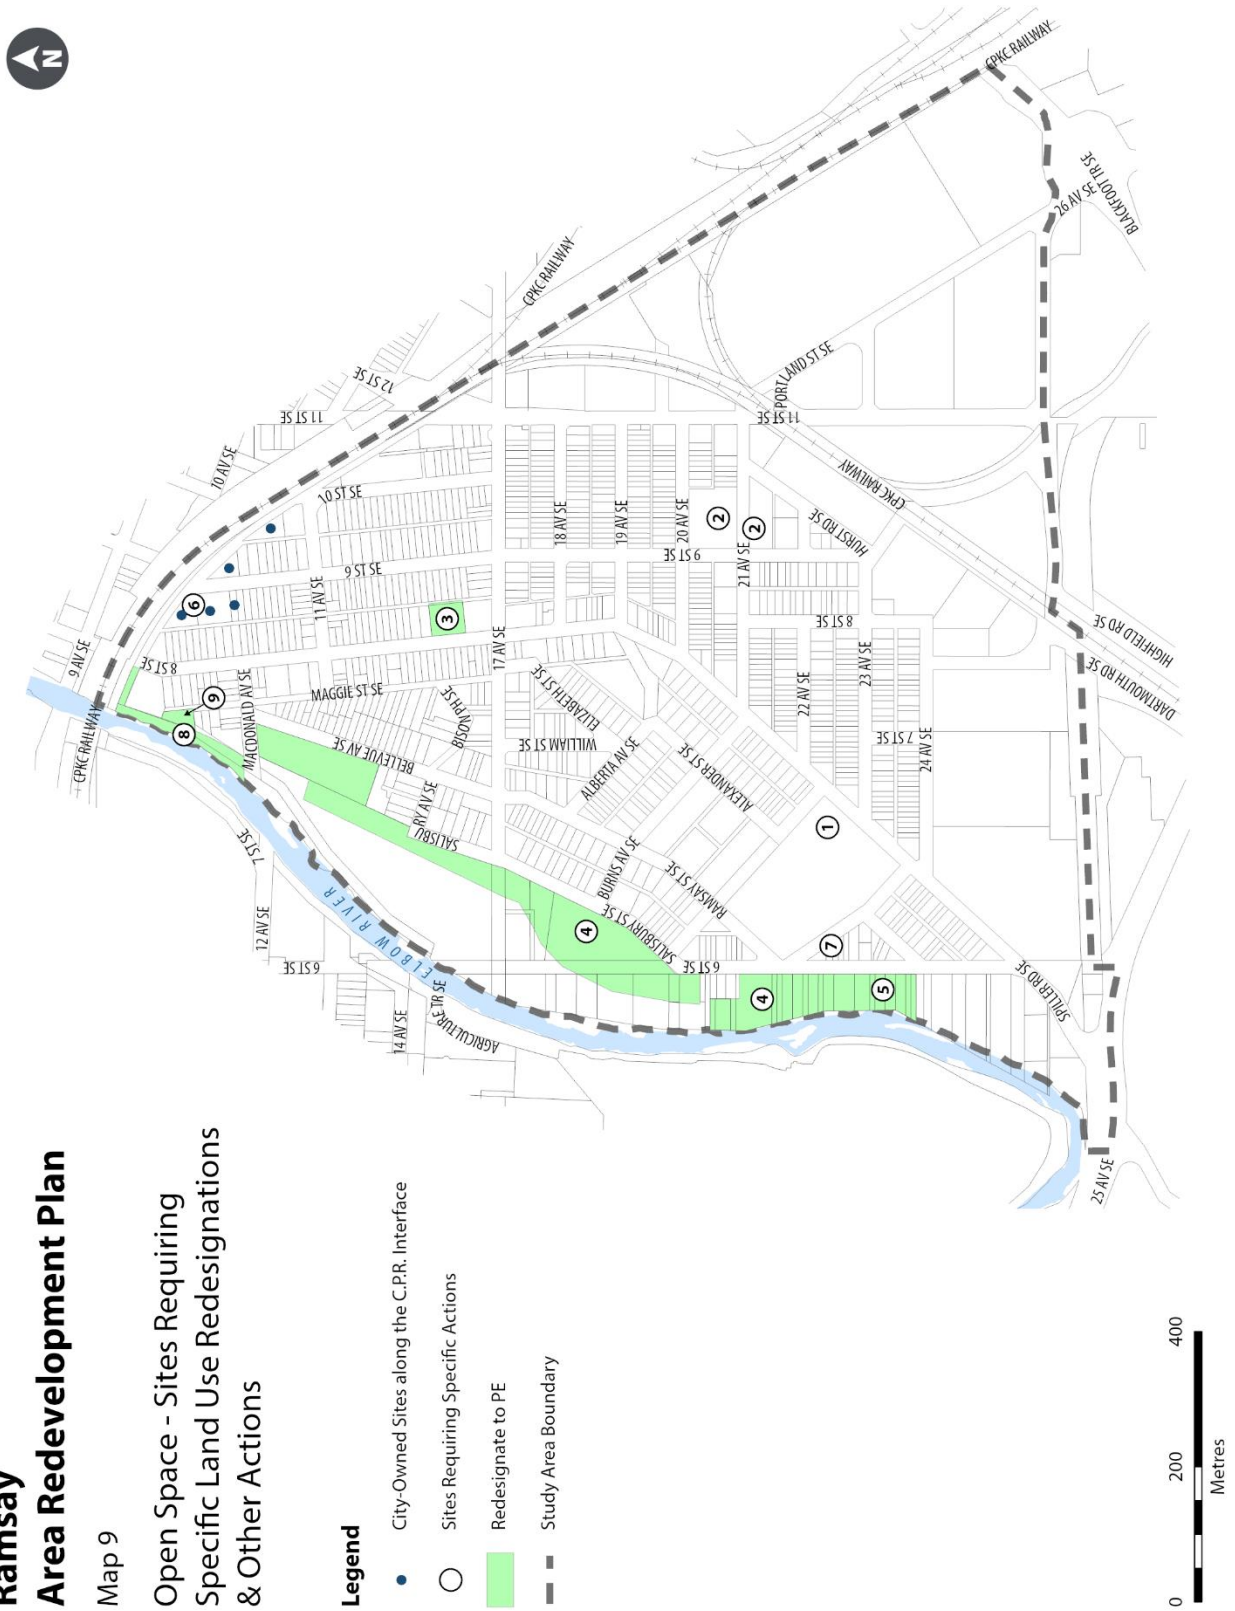 Ramsay
Area Redevelopment Plan
Map 9
Open Space - Sites Requiring
Specific Land Use Redesignations
& Other Actions
Legend
City-Owned Sites along the C.P.R. Interface
Sites Requiring Specific Actions
Redesignate to PE
Study Area Boundary
0 200 400
Metres
N
CPKC RAILWAY
9 AV SE
8 ST SE
10 AV SE
11 ST SE
12 ST SE
CPKC RAILWAY
CPKC RAILWAY
7 ST SE
12 AV SE
6 ST SE
14 AV SE
AGRICULTURE TR SE
ELBOW RIVER
MACDONALD AV SE
MAGGIE ST SE
BELLEVUE AV SE
BISON PH SE
SALISBU
RY AV SE
11 AV SE
9 ST SE
10 ST SE
17 AV SE
WILLIAM ST SE
ELIZABETH ST SE
ALBERTA AV SE
ALEXANDER ST SE
BURNS AV SE
RAMSAY ST SE
SALISBURY ST SE
6 ST SE
18 AV SE
19 AV SE
20 AV SE
9 ST SE
21 AV SE
8 ST SE
22 AV SE
23 AV SE
7 ST SE
24 AV SE
11 ST SE
PORTLAND ST SE
HURST RD SE
CPKC RAILWAY
26 AV SE
BLACKFOOT TR SE
HIGHFIELD RD SE
DARTMOUTH RD SE
SPILLER RD SE
25 AV SE
1
2
2
3
4
4
5
6
7
8
9